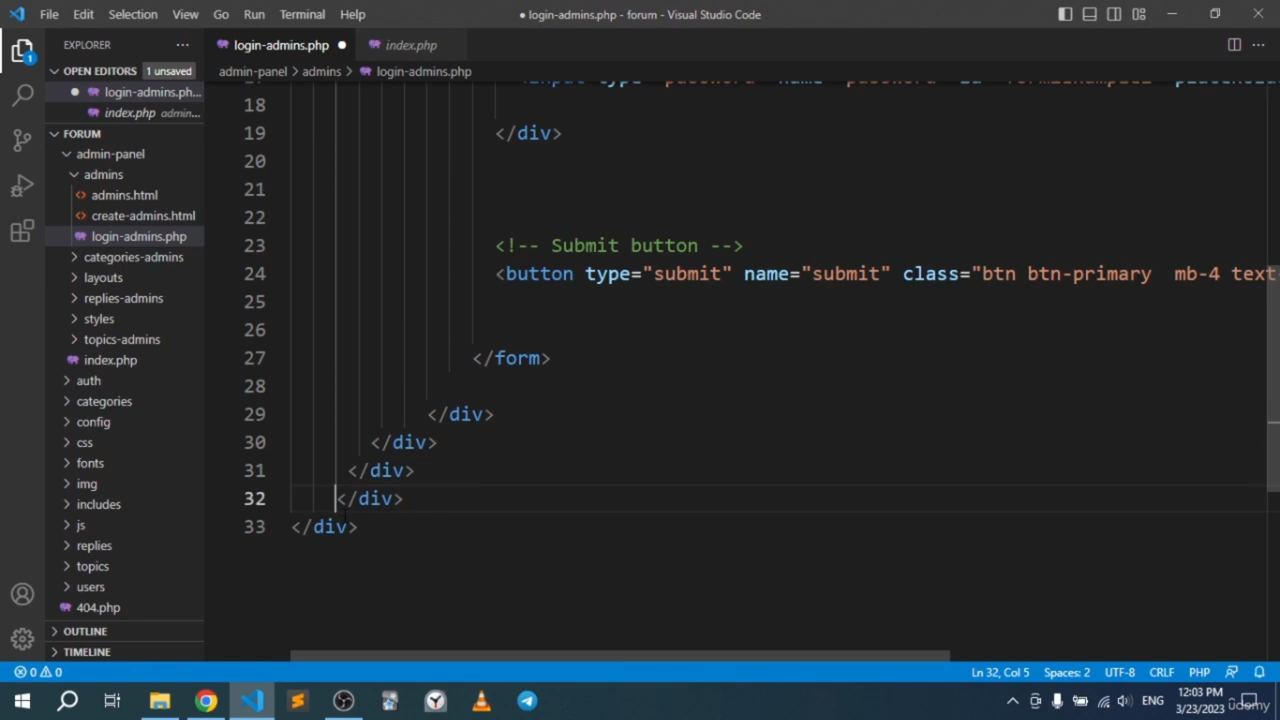 File Edit Selection View Go Run Terminal Help
● login-admins.php - forum - Visual Studio Code
EXPLORER
login-admins.php
index.php
OPEN EDITORS 1 unsaved
admin-panel > admins > login-admins.php
login-admins.ph...
index.php admin...
FORUM
admin-panel
admins
admins.html
create-admins.html
login-admins.php
categories-admins
layouts
replies-admins
styles
topics-admins
index.php
auth
categories
config
css
fonts
img
includes
js
replies
topics
users
404.php
OUTLINE
TIMELINE
18
19 </div>
20
21
22
23 <!-- Submit button -->
24 <button type="submit" name="submit" class="btn btn-primary  mb-4 text
25
26
27 </form>
28
29 </div>
30 </div>
31 </div>
32 </div>
33 </div>
0 0
Ln 32, Col 5 Spaces: 2 UTF-8 CRLF PHP
1
ENG
12:03 PM
3/23/2023
udemy